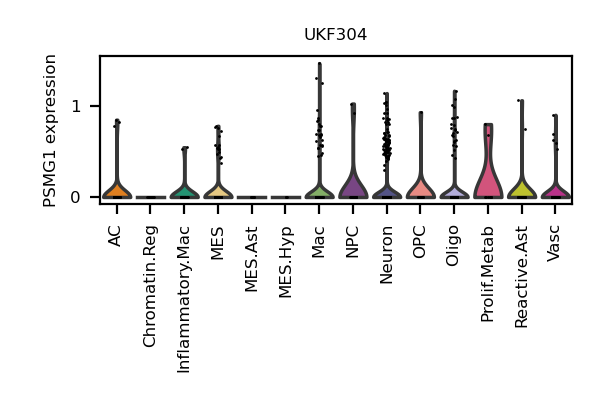 UKF304
PSMG1 expression
1
0
AC
Chromatin.Reg
Inflammatory.Mac
MES
MES.Ast
MES.Hyp
Mac
NPC
Neuron
OPC
Oligo
Prolif.Metab
Reactive.Ast
Vasc